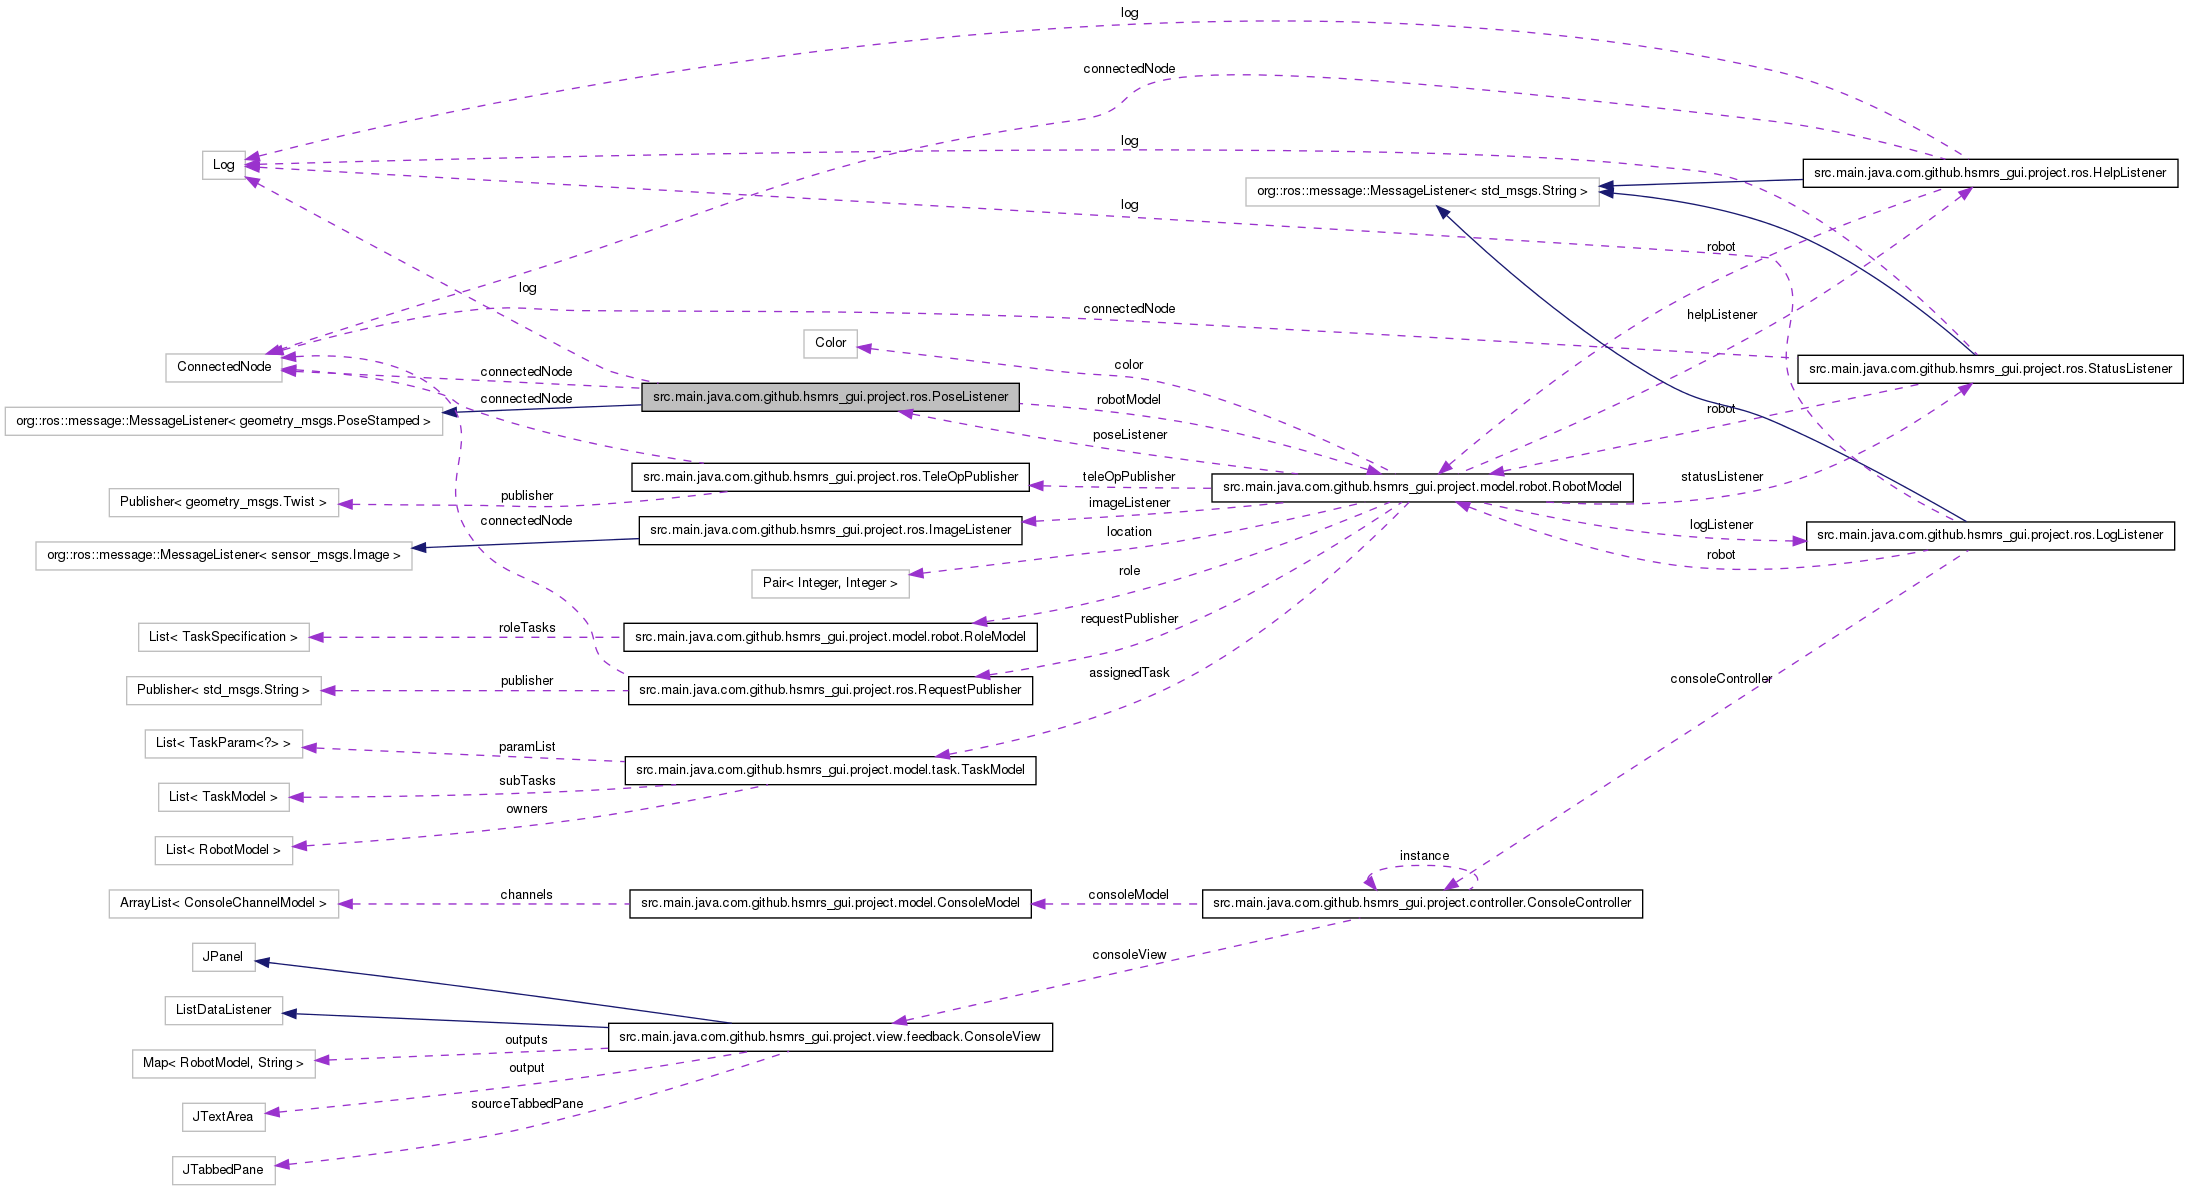 log
connectedNode
log
Log
src.main.java.com.github.hsmrs_gui.project.ros.HelpListener
org::ros::message::MessageListener< std_msgs.String >
log
robot
log
connectedNode
helpListener
Color
color
ConnectedNode
connectedNode
src.main.java.com.github.hsmrs_gui.project.ros.StatusListener
src.main.java.com.github.hsmrs_gui.project.ros.PoseListener
connectedNode
robotModel
robot
org::ros::message::MessageListener< geometry_msgs.PoseStamped >
poseListener
src.main.java.com.github.hsmrs_gui.project.ros.TeleOpPublisher
teleOpPublisher
statusListener
src.main.java.com.github.hsmrs_gui.project.model.robot.RobotModel
Publisher< geometry_msgs.Twist >
publisher
imageListener
connectedNode
src.main.java.com.github.hsmrs_gui.project.ros.ImageListener
location
logListener
src.main.java.com.github.hsmrs_gui.project.ros.LogListener
org::ros::message::MessageListener< sensor_msgs.Image >
robot
role
Pair< Integer, Integer >
requestPublisher
List< TaskSpecification >
roleTasks
src.main.java.com.github.hsmrs_gui.project.model.robot.RoleModel
assignedTask
consoleController
Publisher< std_msgs.String >
publisher
src.main.java.com.github.hsmrs_gui.project.ros.RequestPublisher
List< TaskParam<?> >
paramList
src.main.java.com.github.hsmrs_gui.project.model.task.TaskModel
subTasks
List< TaskModel >
owners
List< RobotModel >
instance
ArrayList< ConsoleChannelModel >
channels
src.main.java.com.github.hsmrs_gui.project.model.ConsoleModel
consoleModel
src.main.java.com.github.hsmrs_gui.project.controller.ConsoleController
JPanel
consoleView
ListDataListener
src.main.java.com.github.hsmrs_gui.project.view.feedback.ConsoleView
outputs
Map< RobotModel, String >
output
sourceTabbedPane
JTextArea
JTabbedPane